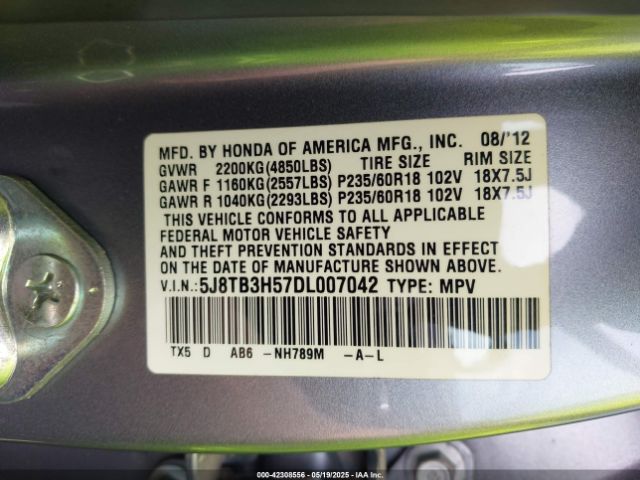 MFD. BY HONDA OF AMERICA MFG., INC. 08/'12
GVWR 2200KG(4850LBS) TIRE SIZE RIM SIZE
GAWR F 1160KG(2557LBS) P235/60R18 102V 18X7.5J
GAWR R 1040KG(2293LBS) P235/60R18 102V 18X7.5J
THIS VEHICLE CONFORMS TO ALL APPLICABLE
FEDERAL MOTOR VEHICLE SAFETY
AND THEFT PREVENTION STANDARDS IN EFFECT
ON THE DATE OF MANUFACTURE SHOWN ABOVE.
V.I.N.:5J8TB3H57DL007042 TYPE: MPV
TX5 D AB6 -NH789M -A-L
000-42308556 - 05/19/2025 - IAAI.COM